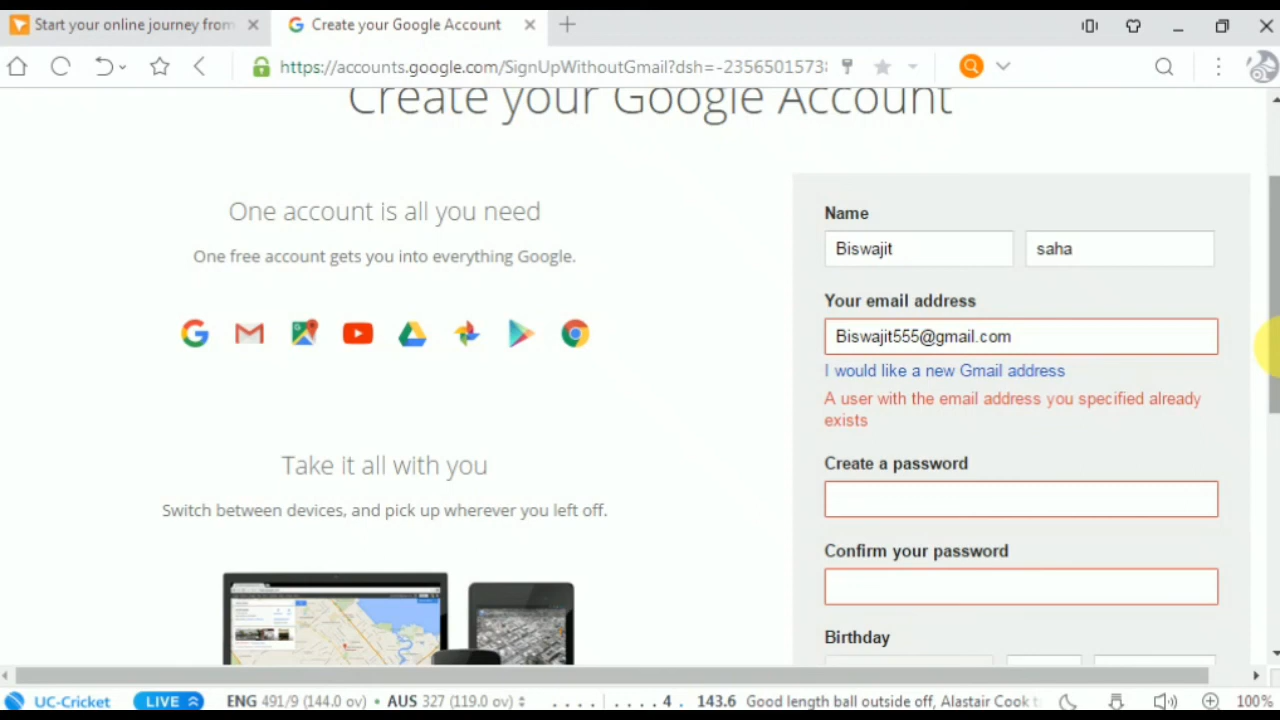 Start your online journey from
Create your Google Account
https://accounts.google.com/SignUpWithoutGmail?dsh=-2356501573
Create your Google Account
One account is all you need
One free account gets you into everything Google.
Take it all with you
Switch between devices, and pick up wherever you left off.
Name
Biswajit
saha
Your email address
Biswajit555@gmail.com
I would like a new Gmail address
A user with the email address you specified already
exists
Create a password
Confirm your password
Birthday
UC-Cricket
LIVE
ENG 491/9 (144.0 ov) • AUS 327 (119.0 ov)
. . . . | . . . . 4 . 143.6 Good length ball outside off, Alastair Cook
100%